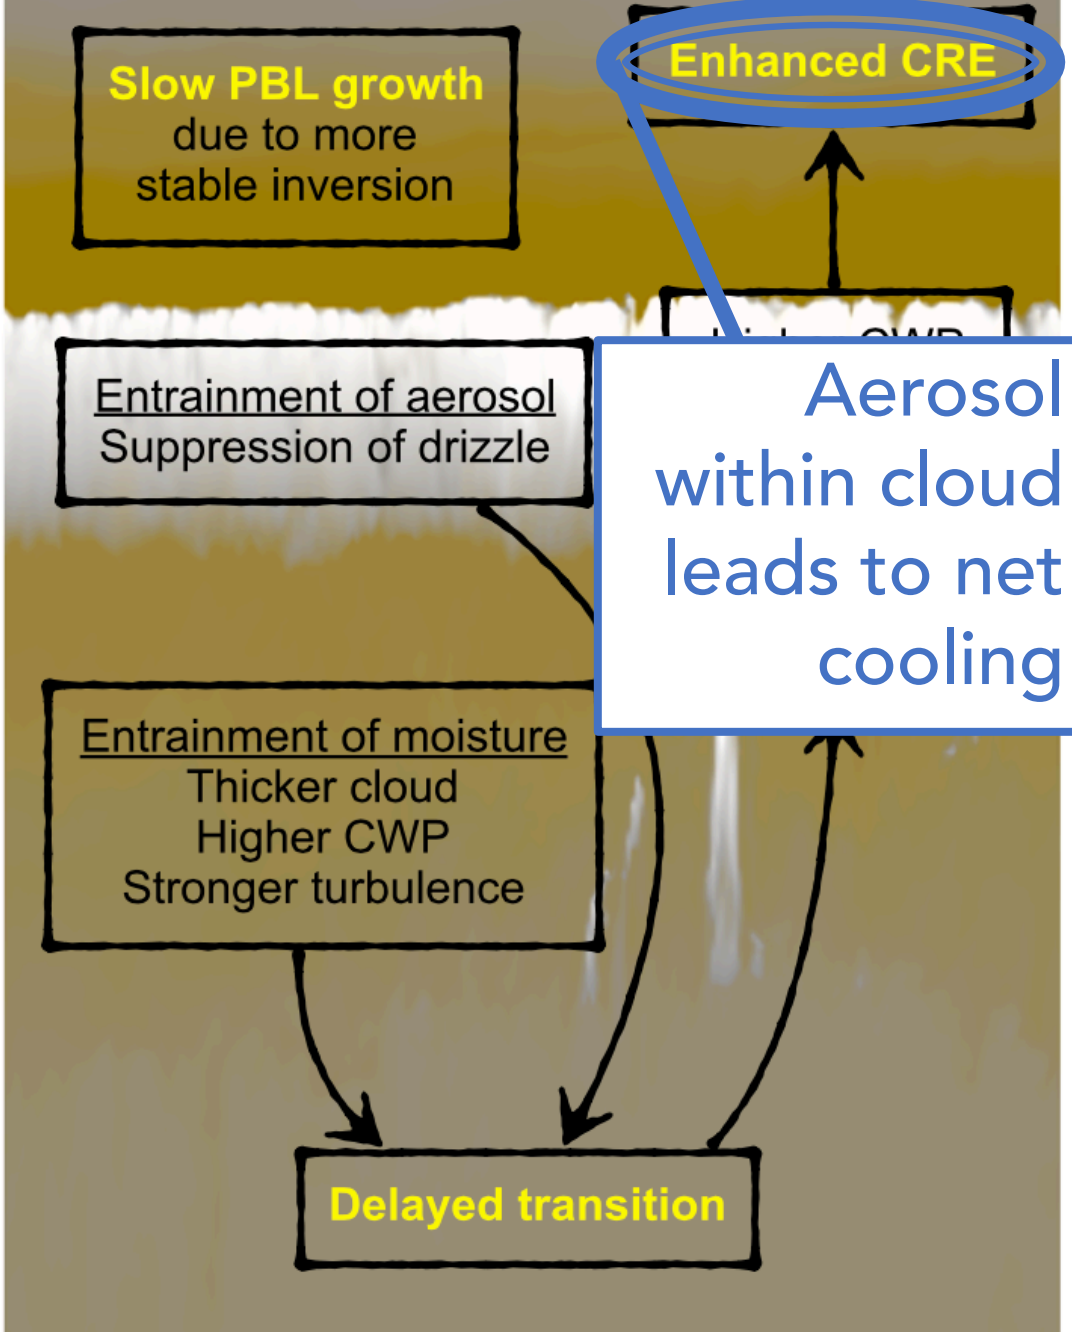 Slow PBL growth
due to more
stable inversion
Enhanced CRE
Entrainment of aerosol
Suppression of drizzle
Aerosol
within cloud
leads to net
cooling
Entrainment of moisture
Thicker cloud
Higher CWP
Stronger turbulence
Delayed transition